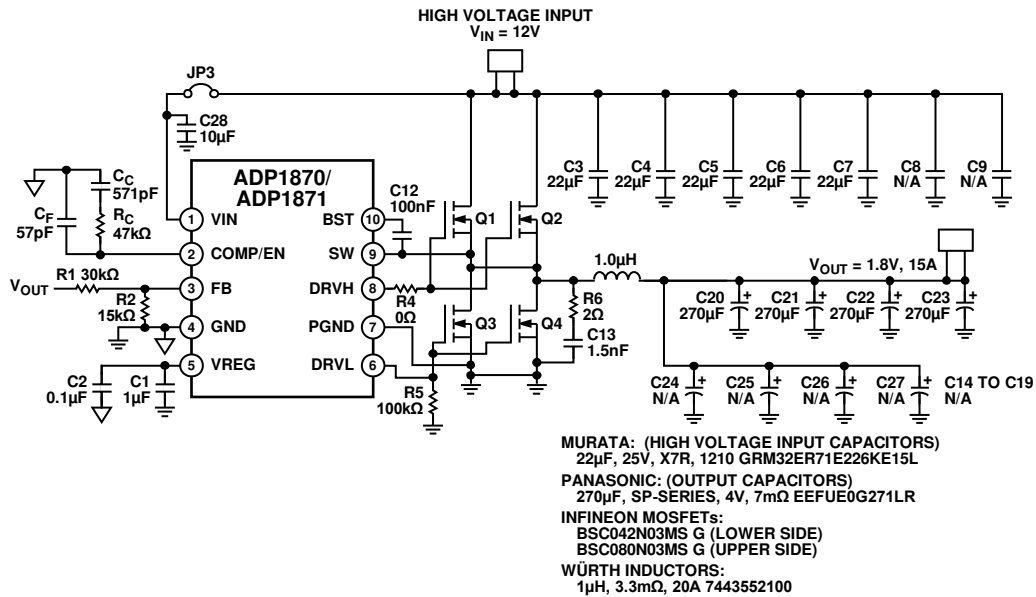 HIGH VOLTAGE INPUT
VIN = 12V
JP3
C28
10µF
C3
22µF
C4
22µF
C5
22µF
C6
22µF
C7
22µF
C8
N/A
C9
N/A
CC
571pF
CF
57pF
RC
47kΩ
ADP1870/
ADP1871
1 VIN
2 COMP/EN
3 FB
4 GND
5 VREG
BST 10
SW 9
DRVH 8
PGND 7
DRVL 6
C12
100nF
Q1
Q2
Q3
Q4
VOUT
R1 30kΩ
R2
15kΩ
C2
0.1µF
C1
1µF
R4
0Ω
R5
100kΩ
1.0µH
R6
2Ω
C13
1.5nF
VOUT = 1.8V, 15A
C20
270µF
+
C21
270µF
+
C22
270µF
+
C23
270µF
+
C24
N/A
+
C25
N/A
+
C26
N/A
+
C27
N/A
+
C14 TO C19
N/A
MURATA: (HIGH VOLTAGE INPUT CAPACITORS)
22µF, 25V, X7R, 1210 GRM32ER71E226KE15L
PANASONIC: (OUTPUT CAPACITORS)
270µF, SP-SERIES, 4V, 7mΩ EEFUE0G271LR
INFINEON MOSFETs:
BSC042N03MS G (LOWER SIDE)
BSC080N03MS G (UPPER SIDE)
WÜRTH INDUCTORS:
1µH, 3.3mΩ, 20A 7443552100